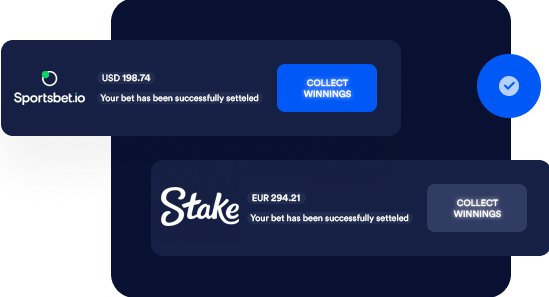 Sportsbet.io
USD 198.74
Your bet has been successfully setteled
COLLECT
WINNINGS
Stake
EUR 294.21
Your bet has been successfully setteled
COLLECT
WINNINGS